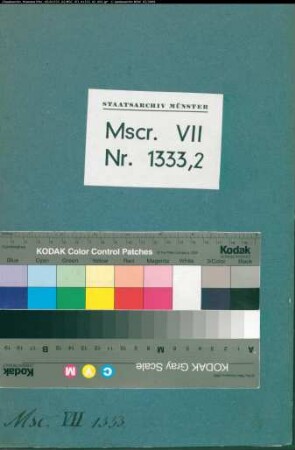 STAATSARCHIV MÜNSTER
Mscr. VII
Nr. 1333,2
KODAK Color Control Patches
Kodak
Blue Cyan Green Yellow Red Magenta White 3/Color Black
KODAK Gray Scale
C Y M
Kodak
Msc. VII 1333.